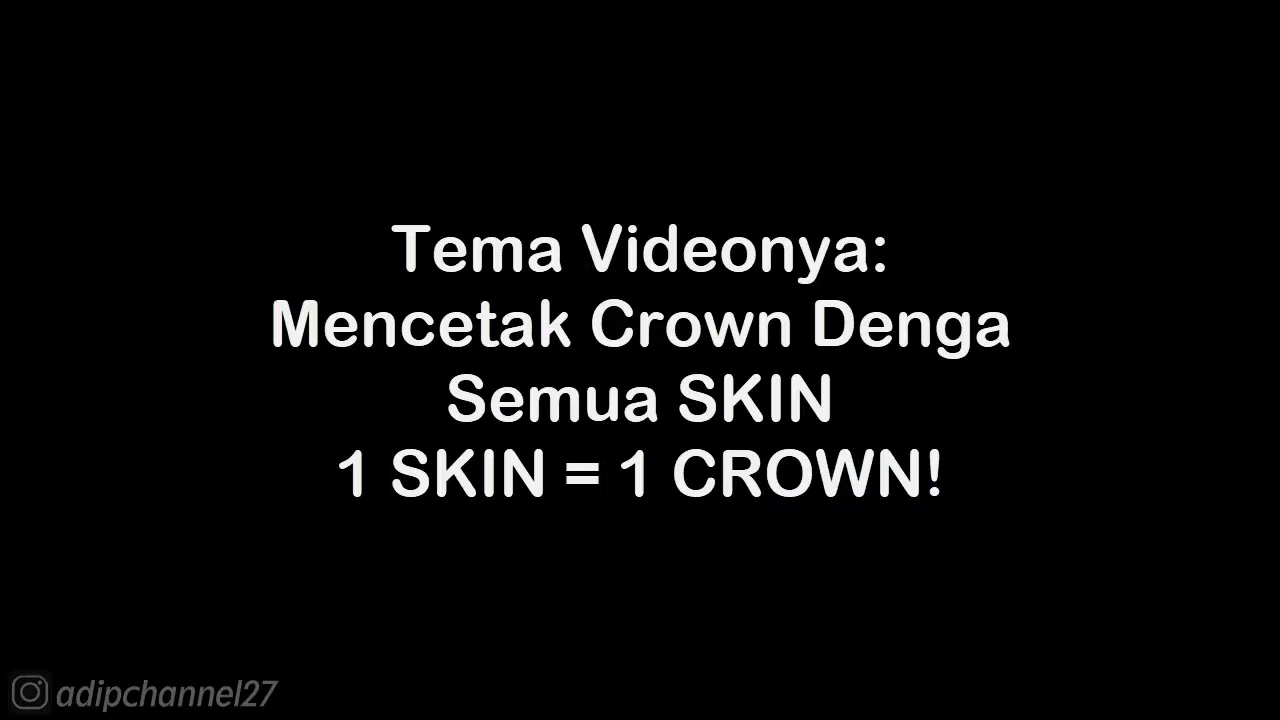 Tema Videonya:
Mencetak Crown Denga
Semua SKIN
1 SKIN = 1 CROWN!
adipchannel27